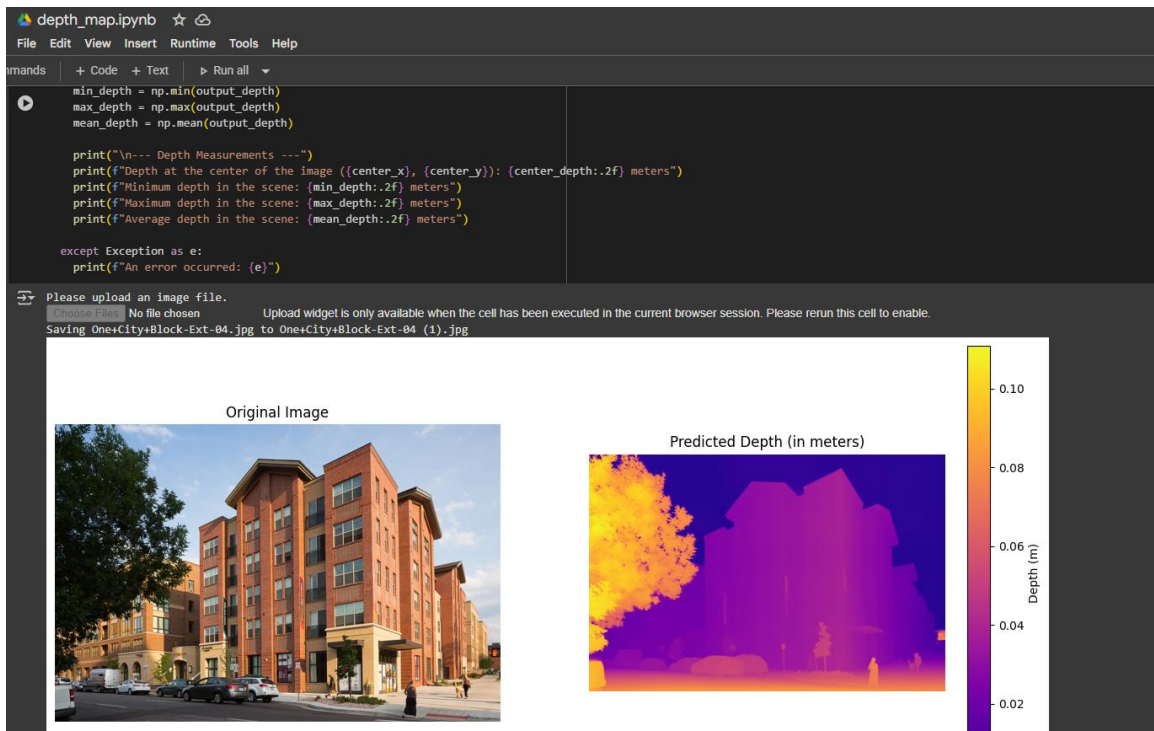 depth_map.ipynb
File Edit View Insert Runtime Tools Help
mmands + Code + Text Run all
min_depth = np.min(output_depth)
max_depth = np.max(output_depth)
mean_depth = np.mean(output_depth)
print("\n--- Depth Measurements ---")
print(f"Depth at the center of the image ({center_x}, {center_y}): {center_depth:.2f} meters")
print(f"Minimum depth in the scene: {min_depth:.2f} meters")
print(f"Maximum depth in the scene: {max_depth:.2f} meters")
print(f"Average depth in the scene: {mean_depth:.2f} meters")
except Exception as e:
print(f"An error occurred: {e}")
Please upload an image file.
Choose Files No file chosen Upload widget is only available when the cell has been executed in the current browser session. Please rerun this cell to enable.
Saving One+City+Block-Ext-04.jpg to One+City+Block-Ext-04 (1).jpg
Original Image
Predicted Depth (in meters)
0.10
0.08
0.06
0.04
0.02
Depth (m)